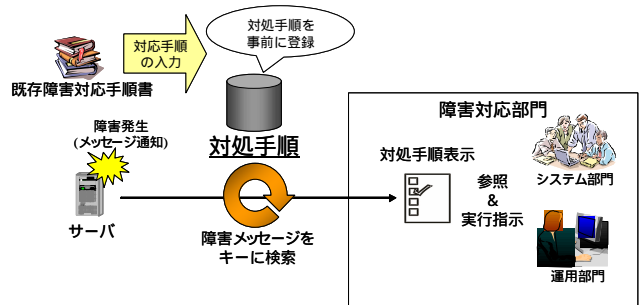 対処手順を
事前に登録
対応手順
の入力
既存障害対応手順書
障害発生
(メッセージ通知)
対処手順
サーバ
障害メッセージを
キーに検索
障害対応部門
対処手順表示
参照
&
実行指示
システム部門
運用部門